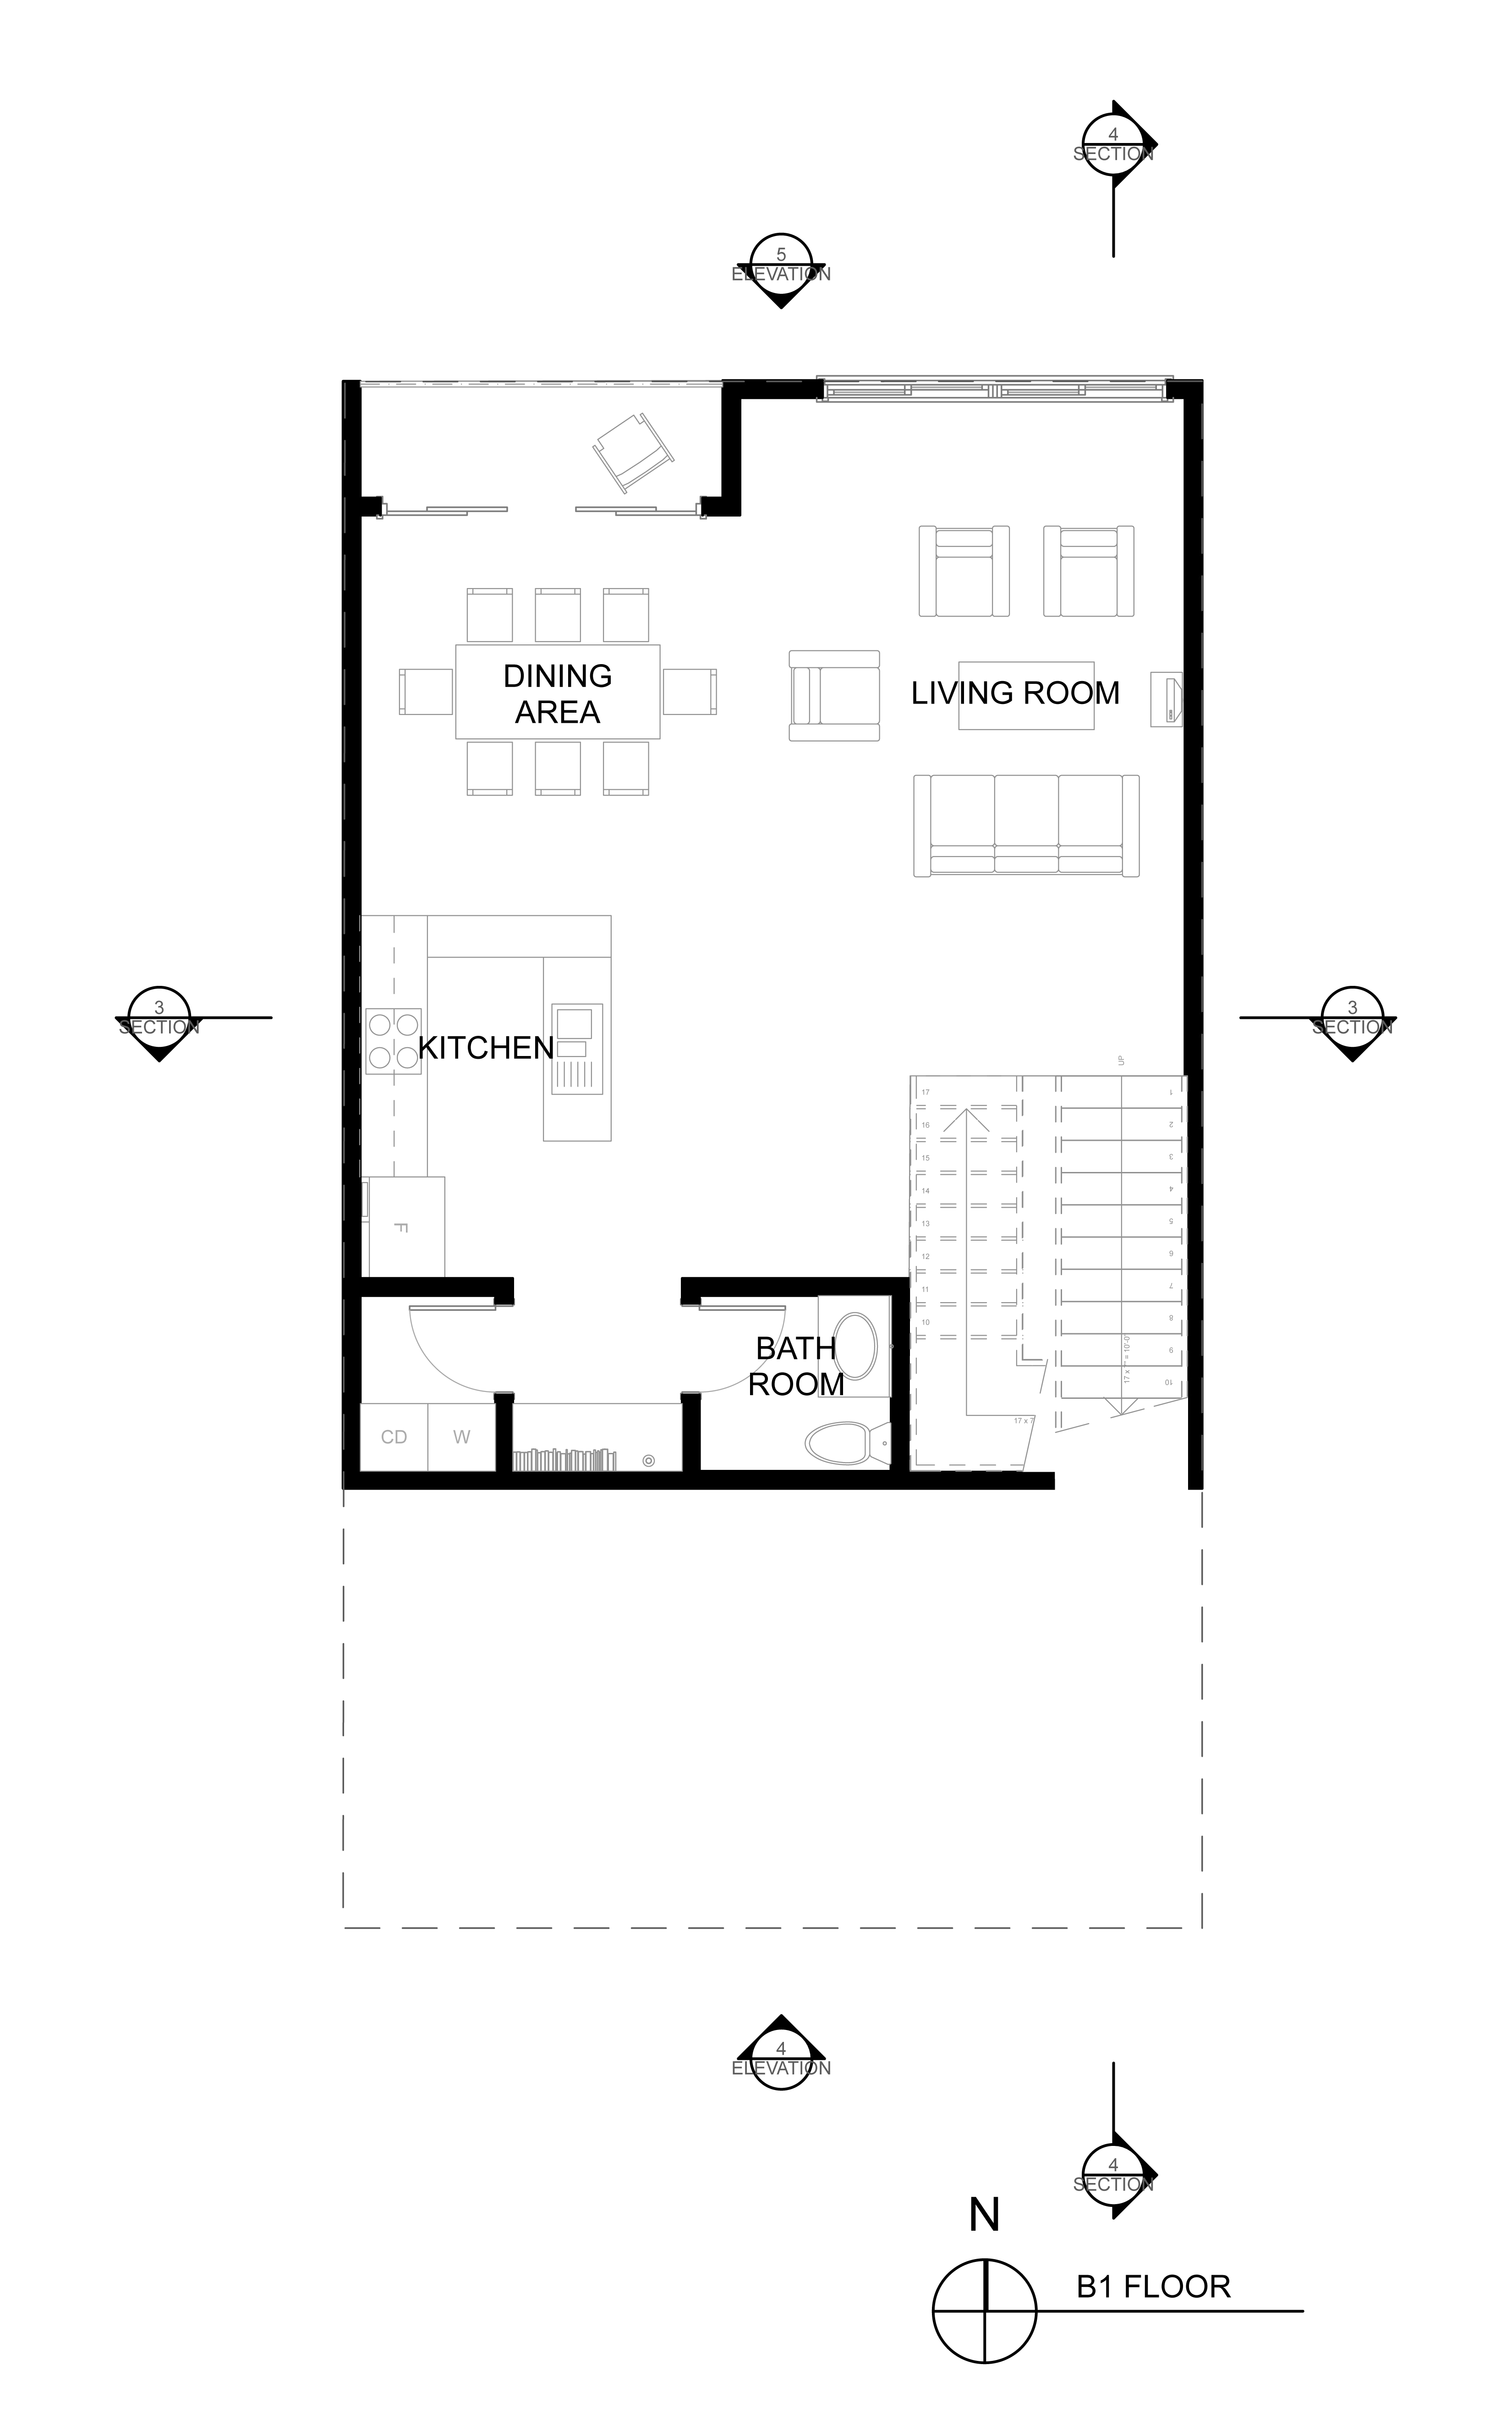 4
SECTION
5
ELEVATION
DINING
AREA
LIVING ROOM
3
SECTION
3
SECTION
KITCHEN
UP
17
16
15
14
13
12
11
10
1
2
3
4
5
6
7
8
9
10
17 x 7" = 10'-0"
17 x 7
F
BATH
ROOM
CD
W
4
ELEVATION
4
SECTION
N
B1 FLOOR